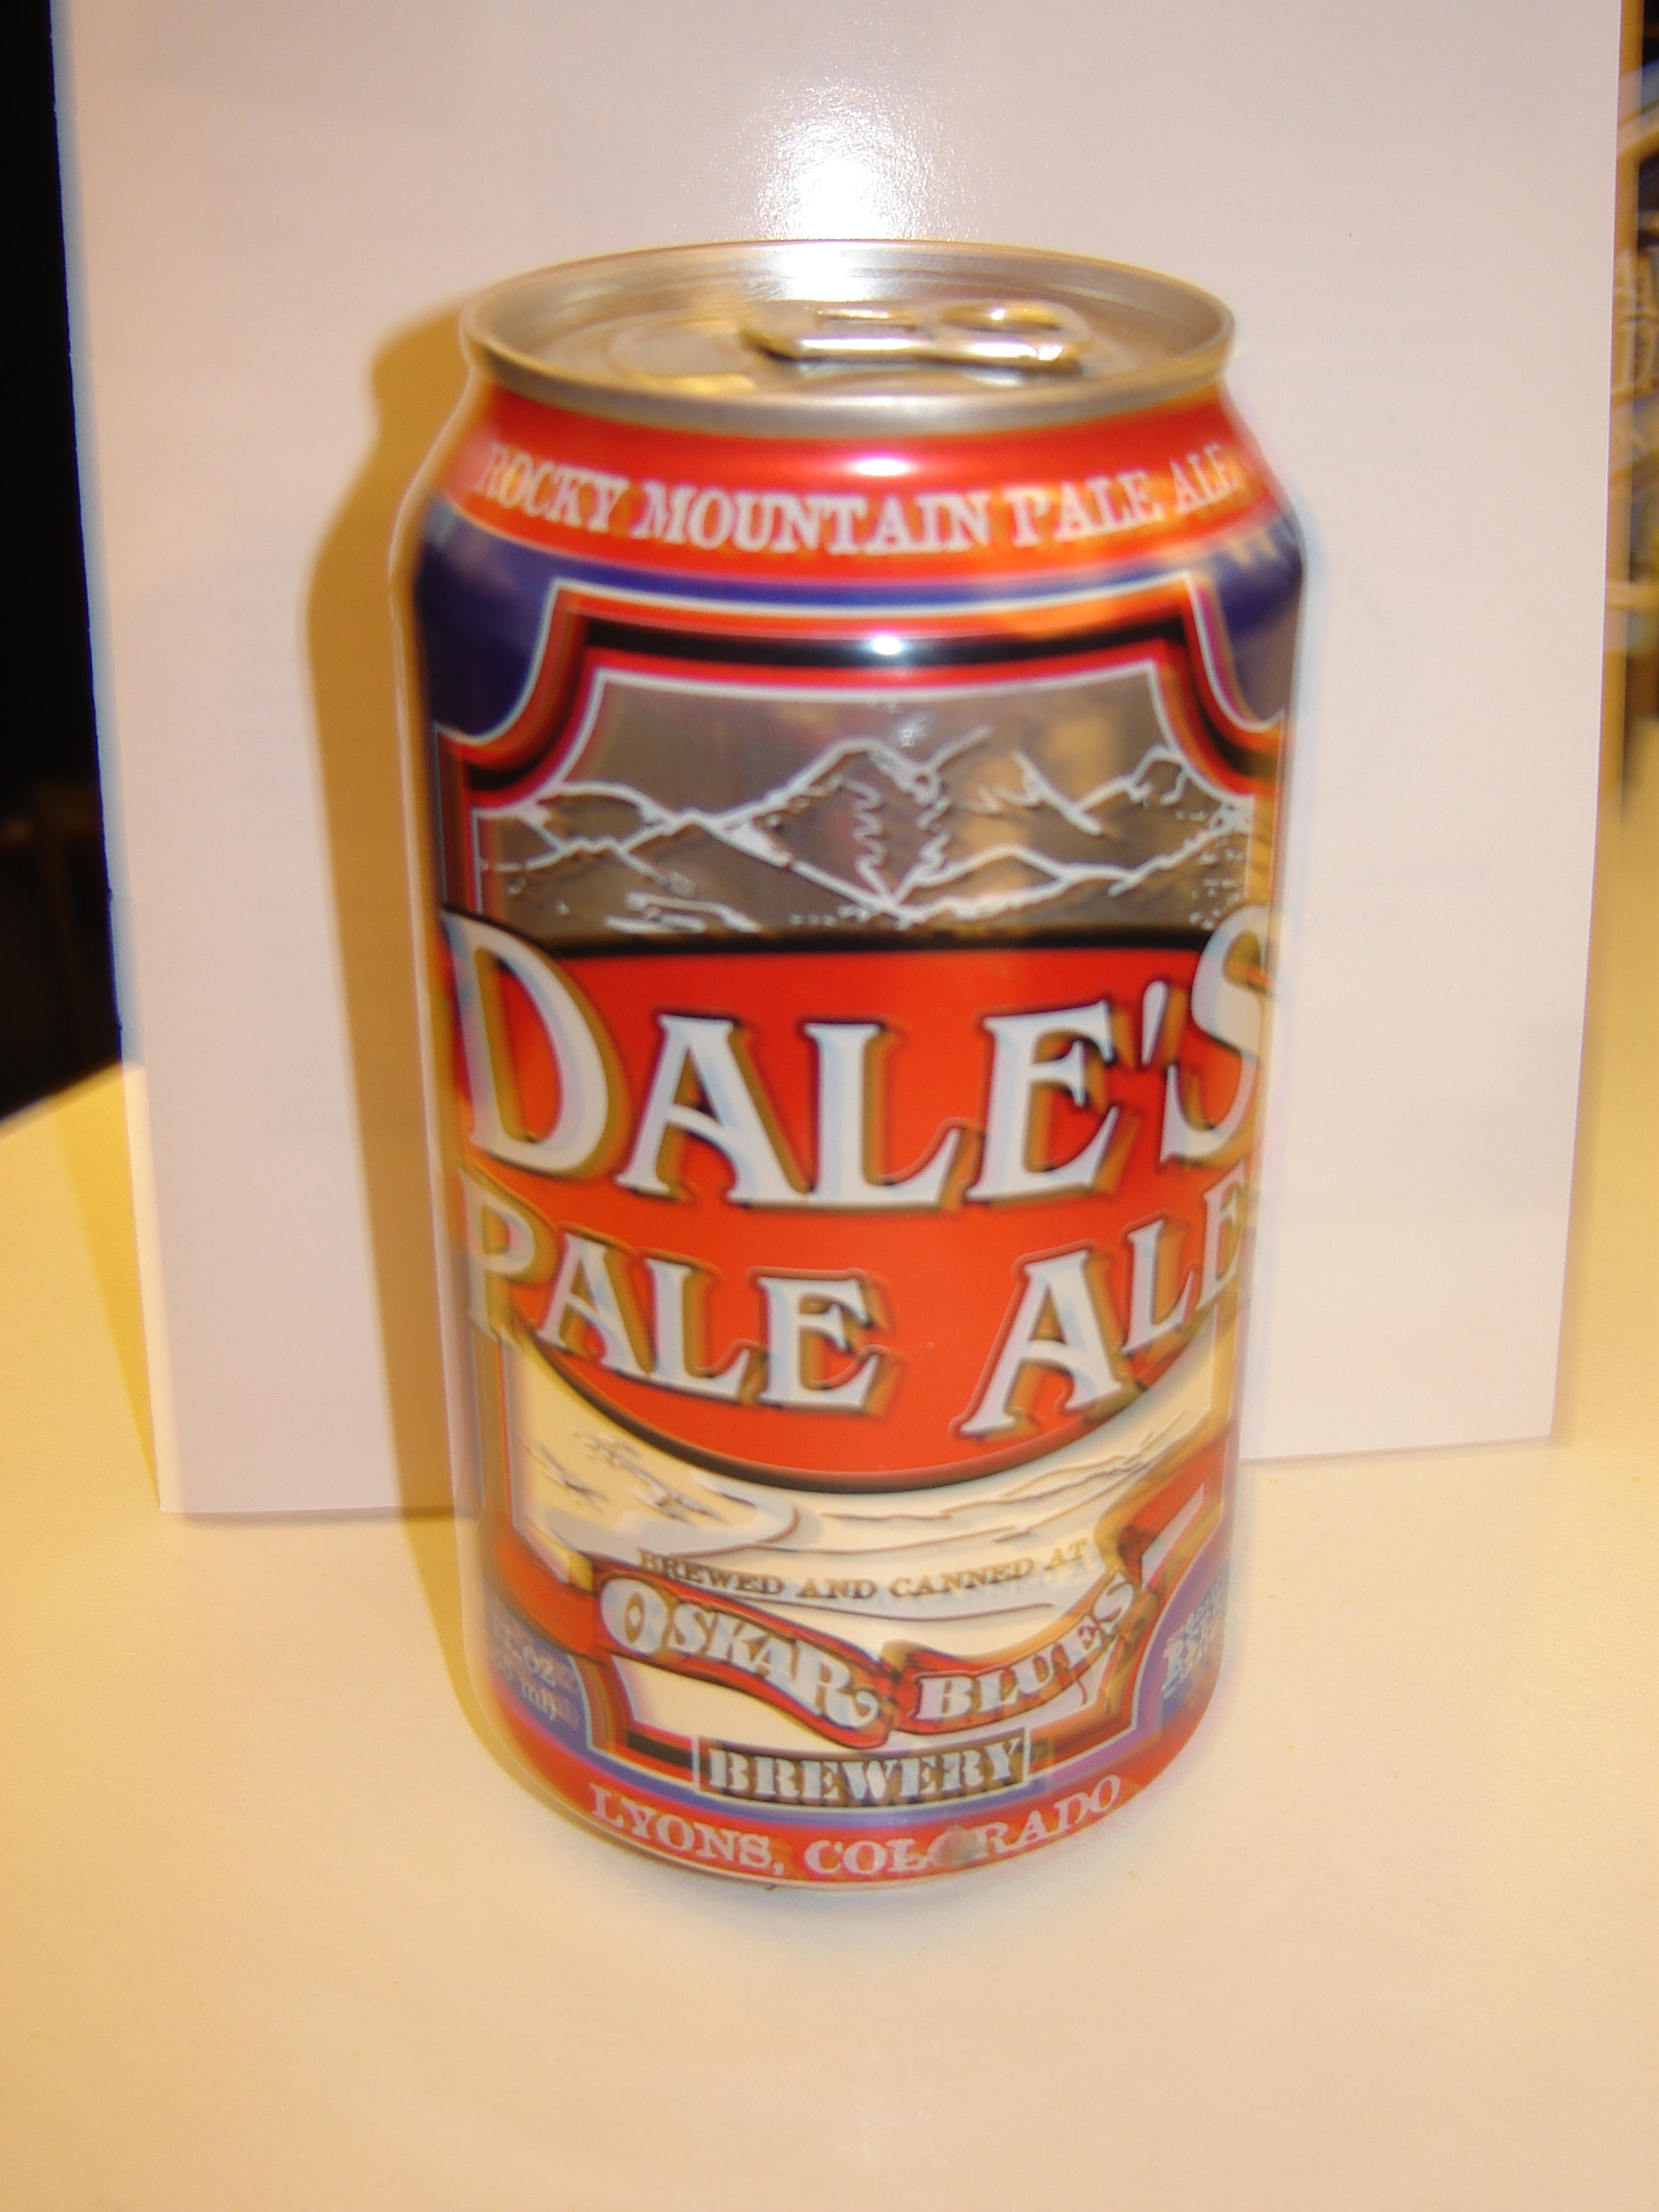 ROCKY MOUNTAIN PALE ALE
DALE'S
PALE ALE
BREWED AND CANNED AT
OSKAR BLUES
BREWERY
LYONS, COLORADO